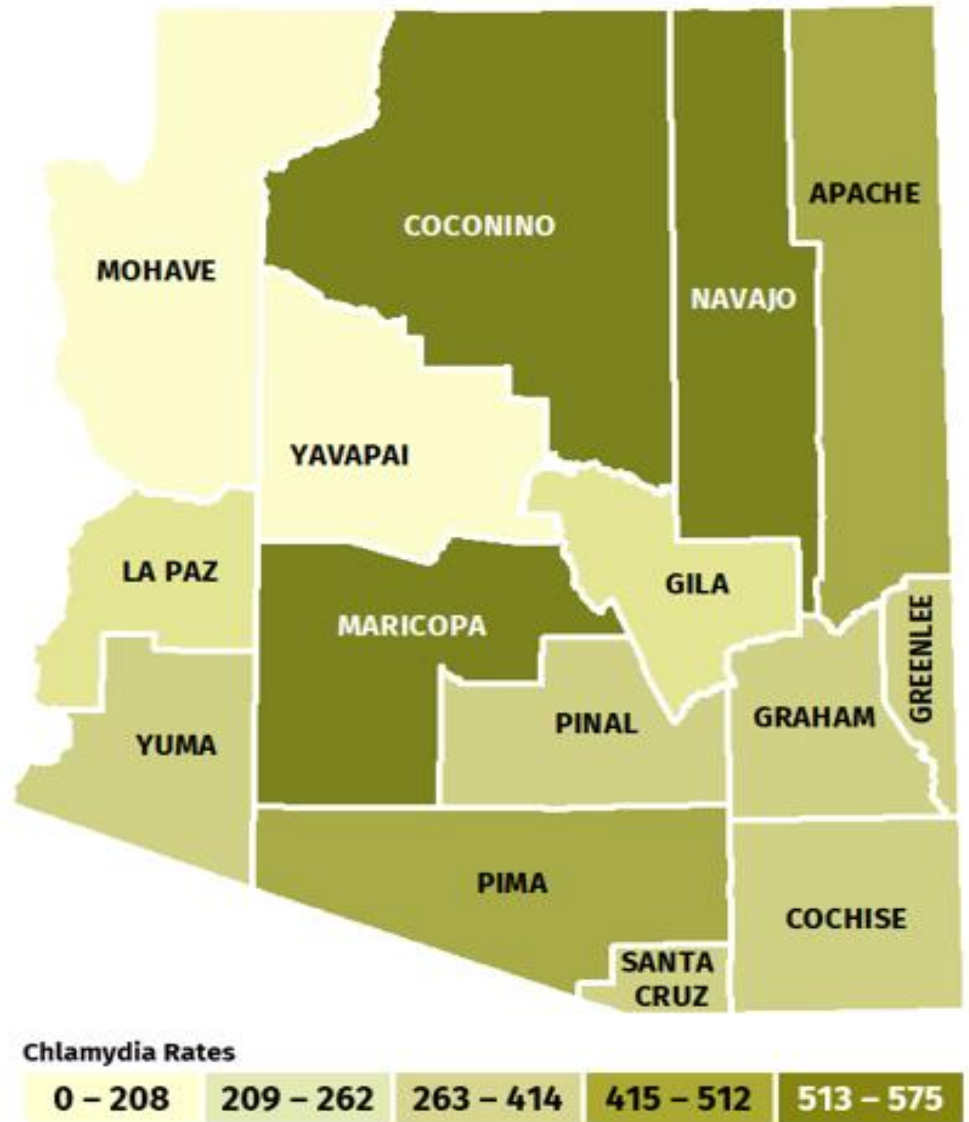 APACHE
COCONINO
MOHAVE
NAVAJO
YAVAPAI
LA PAZ
GILA
MARICOPA
GREENLEE
PINAL
GRAHAM
YUMA
PIMA
COCHISE
SANTA
CRUZ
Chlamydia Rates
0 – 208 209 – 262 263 – 414 415 – 512 513 – 575